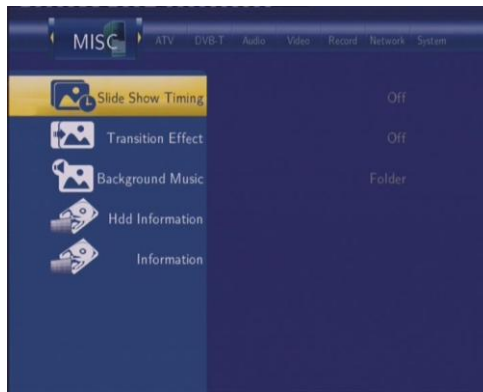 MISC ATV DVB-T Audio Video Record Network System
Slide Show Timing Off
Transition Effect Off
Background Music Folder
Hdd Information
Information